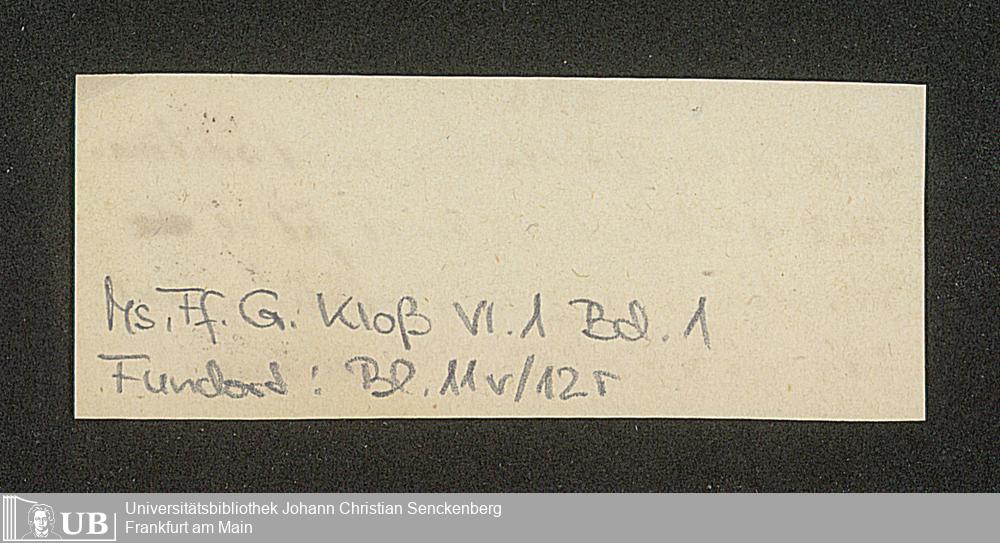 Ms. Ff. G. Kloß VI. 1 Bd. 1
Fundort: Bl. 11v/12r
Universitätsbibliothek Johann Christian Senckenberg
Frankfurt am Main
UB